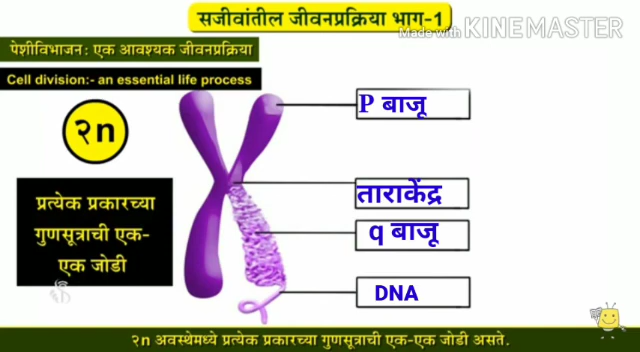 सजीवांतील जीवनप्रक्रिया भाग-1
Made with KINEMASTER
पेशीविभाजन: एक आवश्यक जीवनप्रक्रिया
Cell division:- an essential life process
P बाजू
२n
ताराकेंद्र
प्रत्येक प्रकारच्या
गुणसूत्राची एक-
एक जोडी
q बाजू
DNA
२n अवस्थेमध्ये प्रत्येक प्रकारच्या गुणसूत्राची एक-एक जोडी असते.